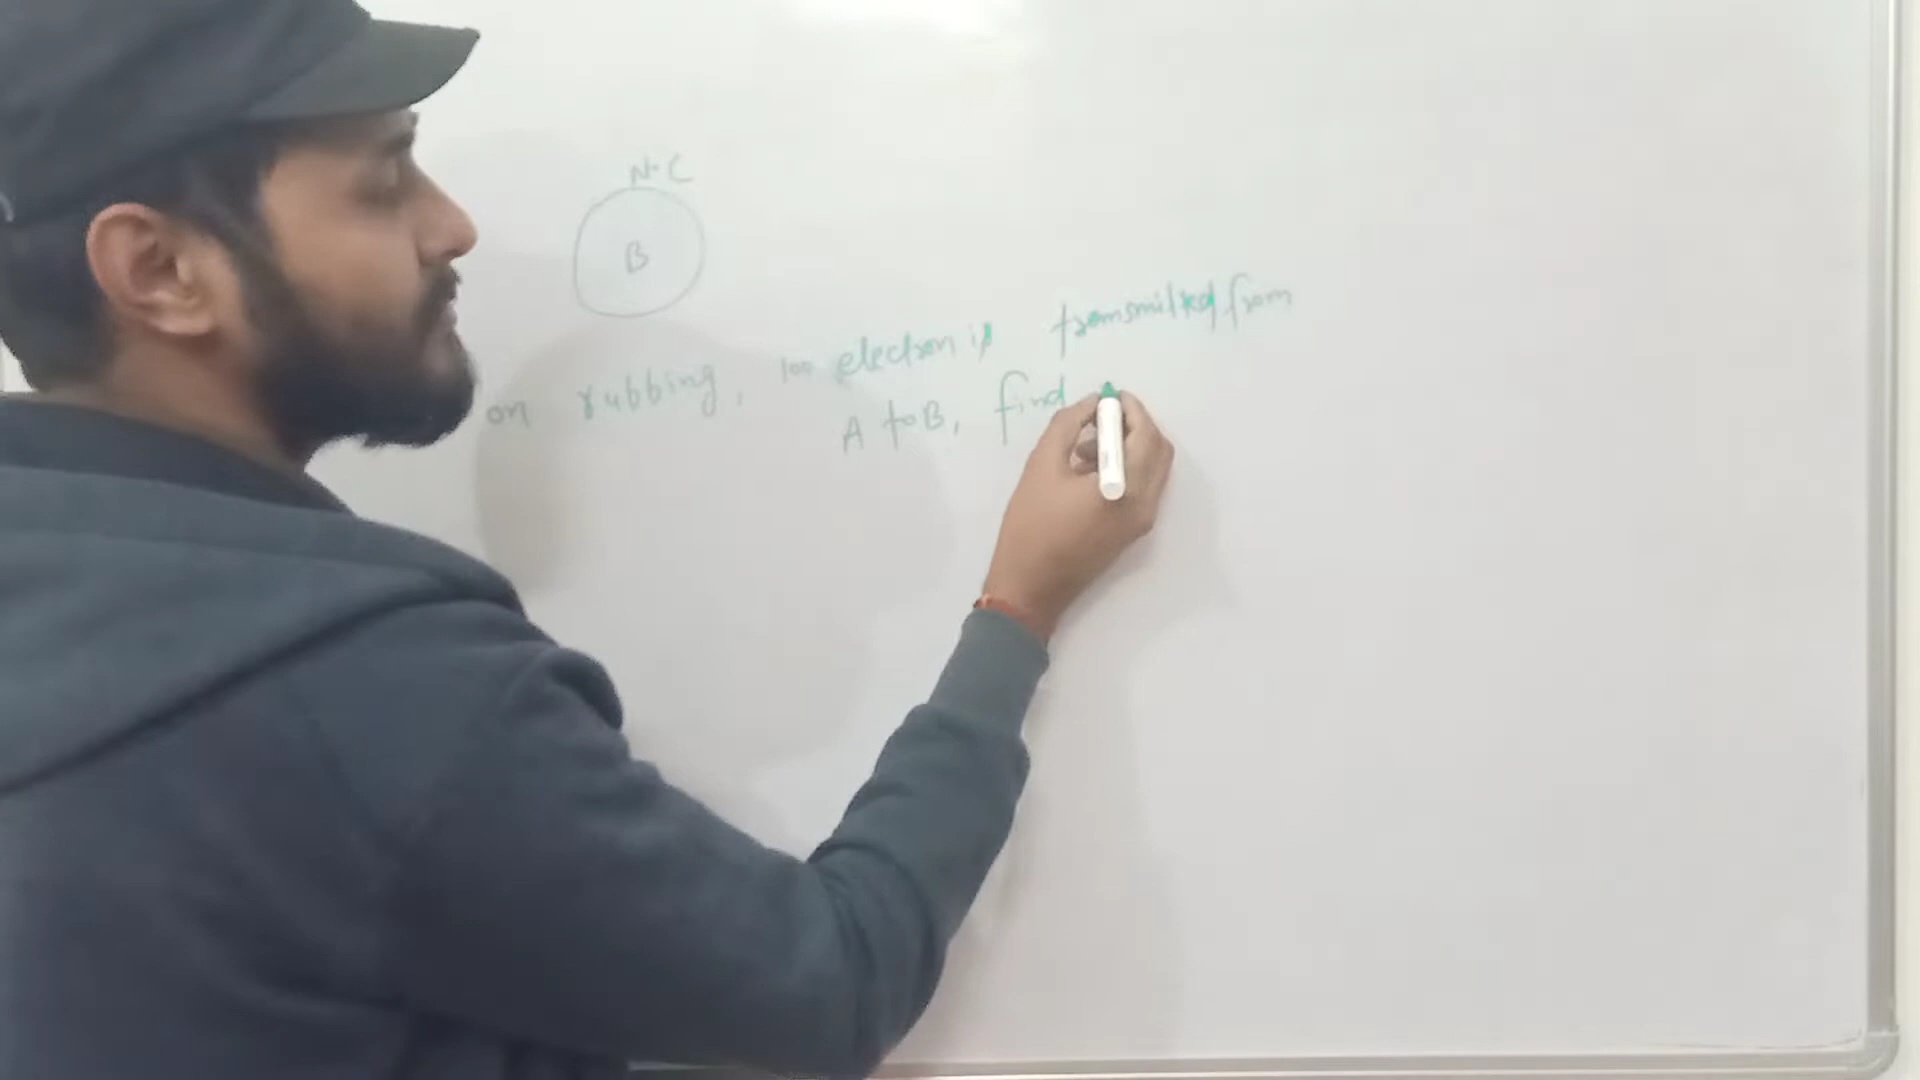 N.C
B
on rubbing, 100 electron is transmitted from
A to B, find